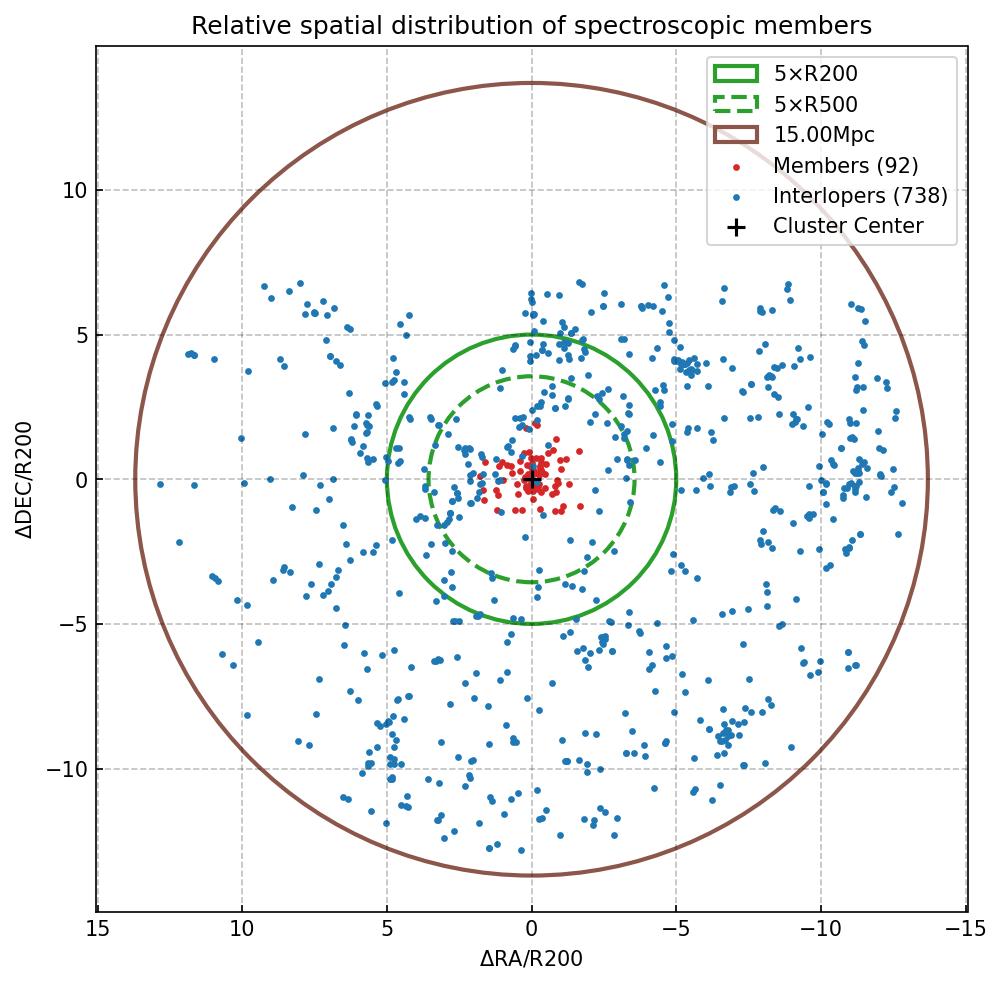 Relative spatial distribution of spectroscopic members
5×R200
5×R500
15.00Mpc
Members (92)
Interlopers (738)
Cluster Center
10
5
0
−5
−10
ΔDEC/R200
15 10 5 0 −5 −10 −15
ΔRA/R200